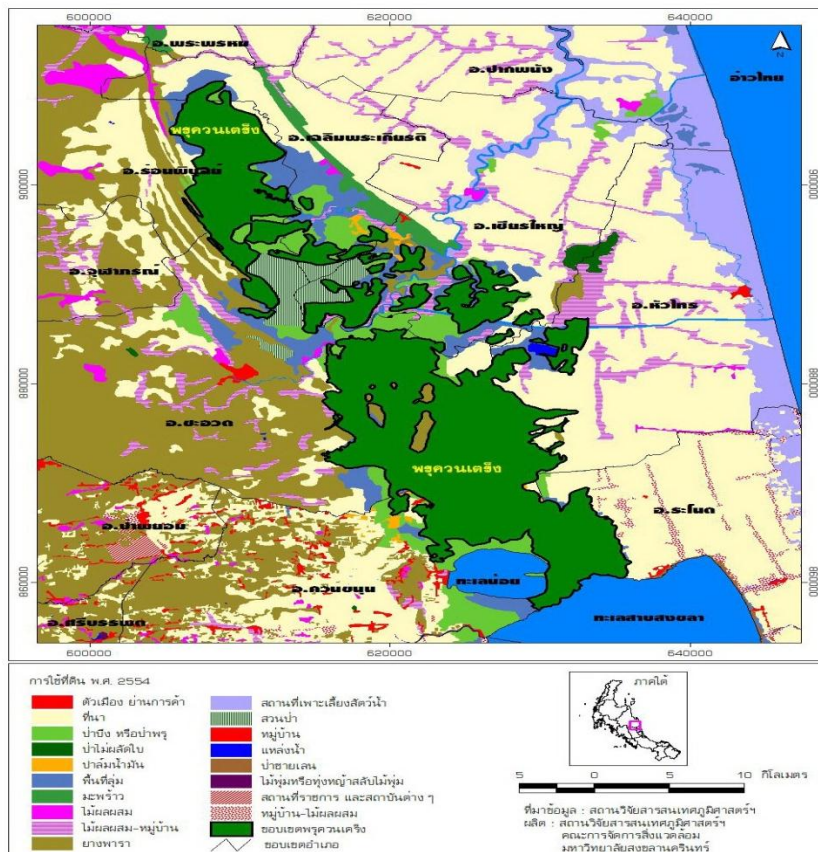 600000 620000 640000
อ.พระพรหม
อ.ปากพนัง
อ่าวไทย
พรุควนเคร็ง
อ.เฉลิมพระเกียรติ
อ.ร่อนพิบูลย์
900000
อ.เชียรใหญ่
อ.จุฬาภรณ์
อ.หัวไทร
880000 880000
อ.ชะอวด
พรุควนเคร็ง
อ.ป่าพยอม
อ.ระโนด
860000 860000
ทะเลน้อย
อ.ควนขนุน
ทะเลสาบสงขลา
อ.ศรีบรรพต
600000 620000 640000
N
การใช้ที่ดิน พ.ศ. 2554
ตัวเมือง ย่านการค้า
ที่นา
ป่าบึง หรือป่าพรุ
ป่าไม่ผลัดใบ
ปาล์มน้ำมัน
พื้นที่ลุ่ม
มะพร้าว
ไม้ผลผสม
ไม้ผลผสม-หมู่บ้าน
ยางพารา
สถานที่เพาะเลี้ยงสัตว์น้ำ
สวนป่า
หมู่บ้าน
แหล่งน้ำ
ป่าชายเลน
ไม้พุ่มหรือทุ่งหญ้าสลับไม้พุ่ม
สถานที่ราชการ และสถาบันต่าง ๆ
หมู่บ้าน-ไม้ผลผสม
ขอบเขตพรุควนเคร็ง
ขอบเขตอำเภอ
ภาคใต้
5 0 5 10 กิโลเมตร
ที่มาข้อมูล : สถานวิจัยสารสนเทศภูมิศาสตร์ฯ
ผลิต : สถานวิจัยสารสนเทศภูมิศาสตร์ฯ
คณะการจัดการสิ่งแวดล้อม
มหาวิทยาลัยสงขลานครินทร์